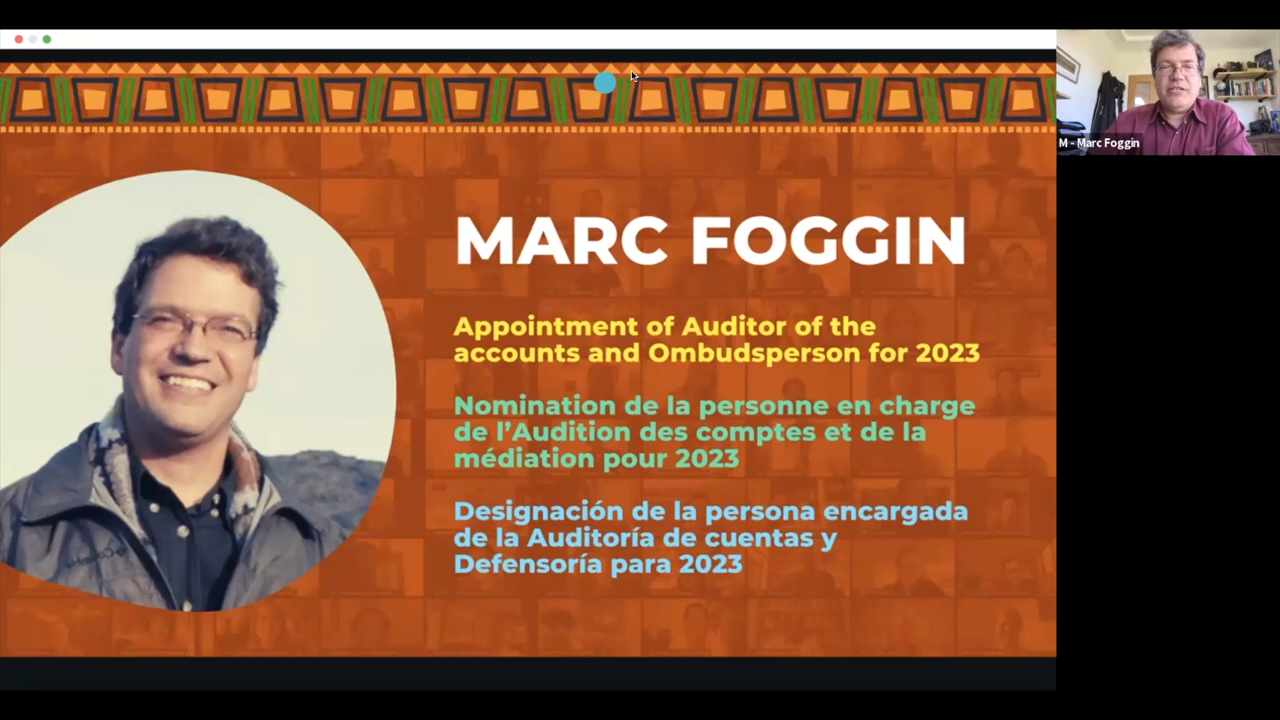 M - Marc Foggin
MARC FOGGIN
Appointment of Auditor of the
accounts and Ombudsperson for 2023
Nomination de la personne en charge
de l'Audition des comptes et de la
médiation pour 2023
Designación de la persona encargada
de la Auditoría de cuentas y
Defensoría para 2023